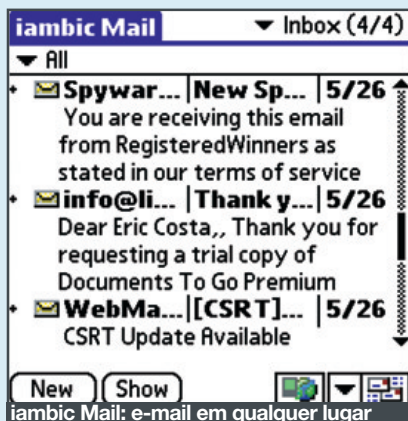 iambic Mail Inbox (4/4)
All
Spywar... |New Sp... |5/26
You are receiving this email
from RegisteredWinners as
stated in our terms of service
info@li... |Thank y...|5/26
Dear Eric Costa,, Thank you for
requesting a trial copy of
Documents To Go Premium
WebMa...|[CSRT]... |5/26
CSRT Update Available
New Show
iambic Mail: e-mail em qualquer lugar